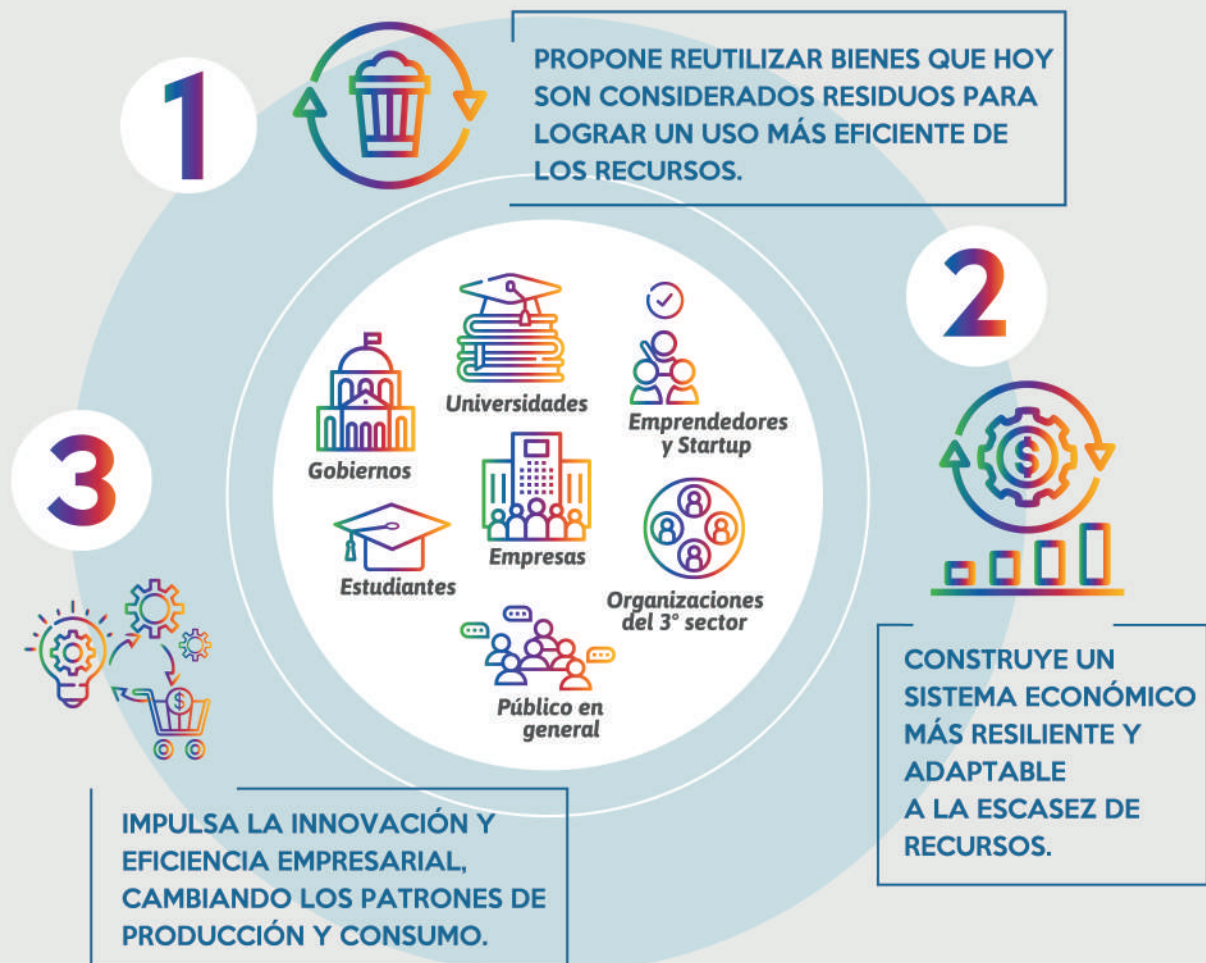 1
PROPONE REUTILIZAR BIENES QUE HOY
SON CONSIDERADOS RESIDUOS PARA
LOGRAR UN USO MÁS EFICIENTE DE
LOS RECURSOS.
2
CONSTRUYE UN
SISTEMA ECONÓMICO
MÁS RESILIENTE Y
ADAPTABLE
A LA ESCASEZ DE
RECURSOS.
3
IMPULSA LA INNOVACIÓN Y
EFICIENCIA EMPRESARIAL,
CAMBIANDO LOS PATRONES DE
PRODUCCIÓN Y CONSUMO.
Universidades
Emprendedores
y Startup
Gobiernos
Empresas
Estudiantes
Organizaciones
del 3° sector
Público en
general
$
$